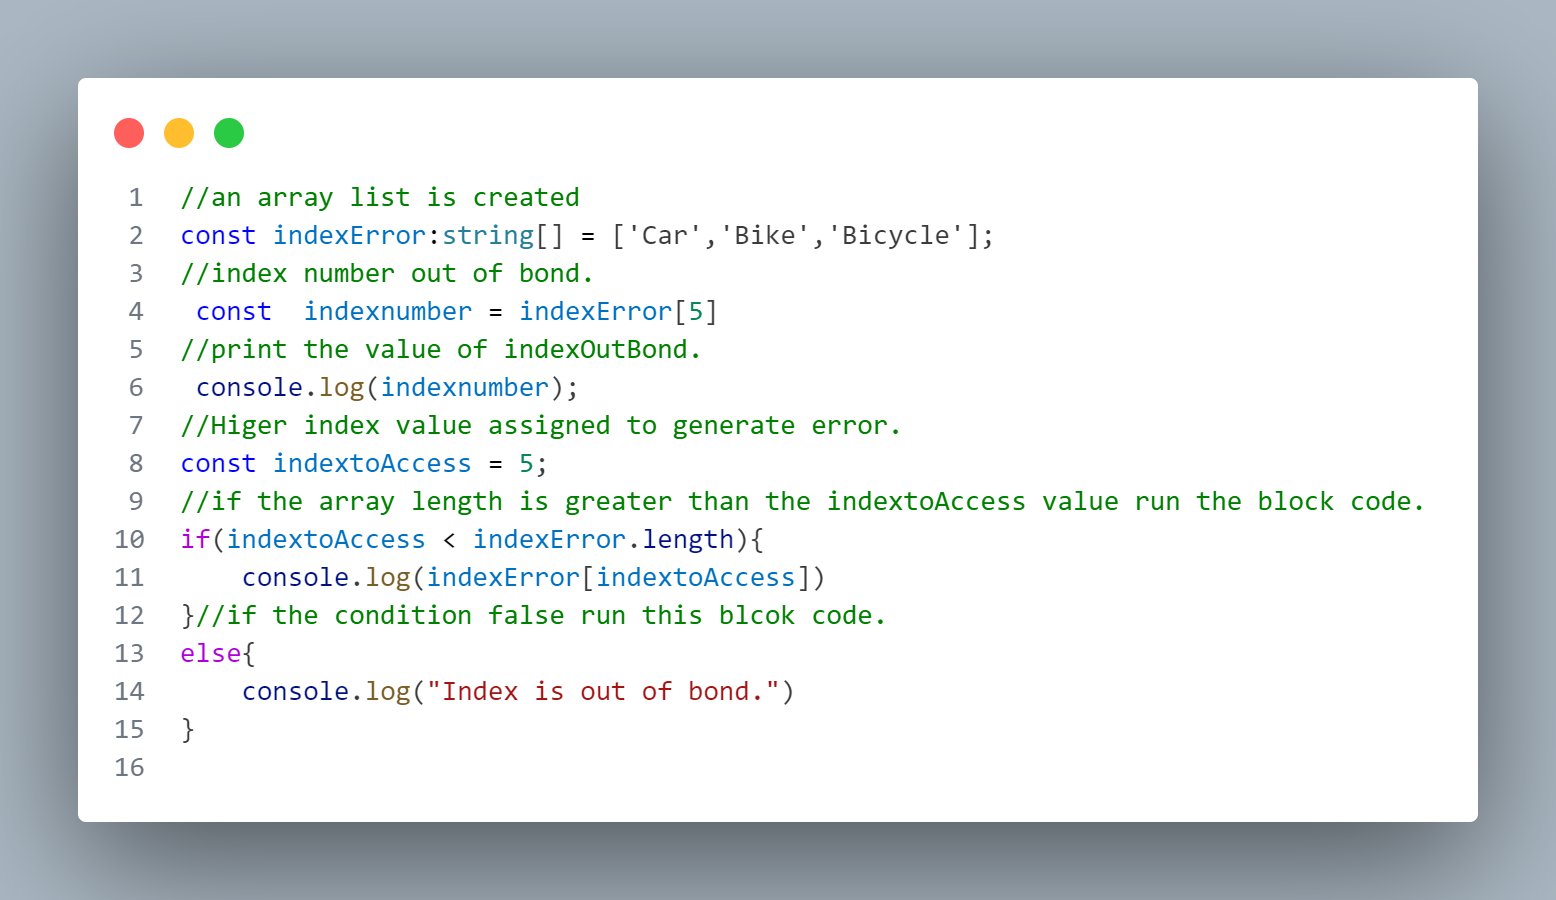 1 //an array list is created
2 const indexError:string[] = ['Car','Bike','Bicycle'];
3 //index number out of bond.
4  const  indexnumber = indexError[5]
5 //print the value of indexOutBond.
6  console.log(indexnumber);
7 //Higer index value assigned to generate error.
8 const indextoAccess = 5;
9 //if the array length is greater than the indextoAccess value run the block code.
10 if(indextoAccess < indexError.length){
11     console.log(indexError[indextoAccess])
12 }//if the condition false run this blcok code.
13 else{
14     console.log("Index is out of bond.")
15 }
16